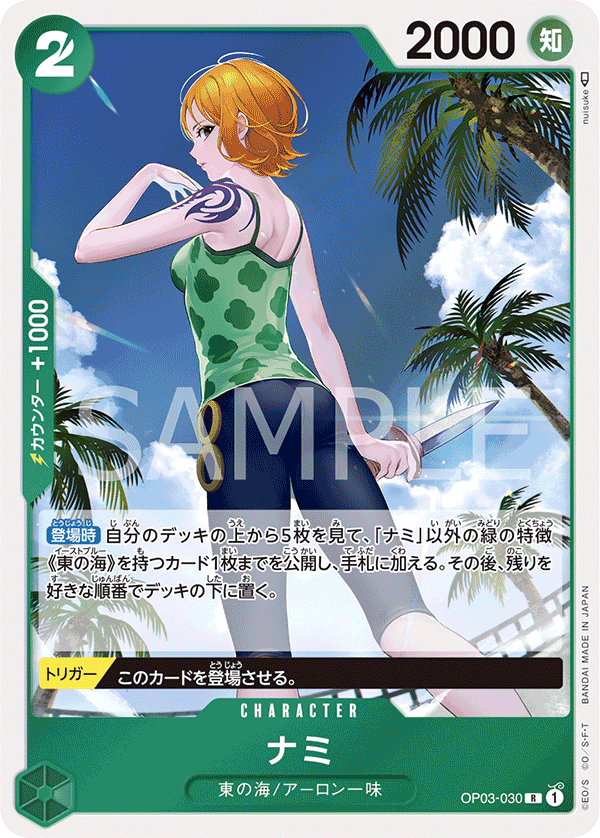 2
2000
知
nuisuke
カウンター +1000
SAMPLE
登場時 自分のデッキの上から5枚を見て、「ナミ」以外の緑の特徴
《東の海》を持つカード1枚までを公開し、手札に加える。その後、残りを
好きな順番でデッキの下に置く。
トリガー このカードを登場させる。
CHARACTER
ナミ
東の海/アーロン一味
OP03-030 R 1
©E.O/S ©O/S・F・T BANDAI MADE IN JAPAN